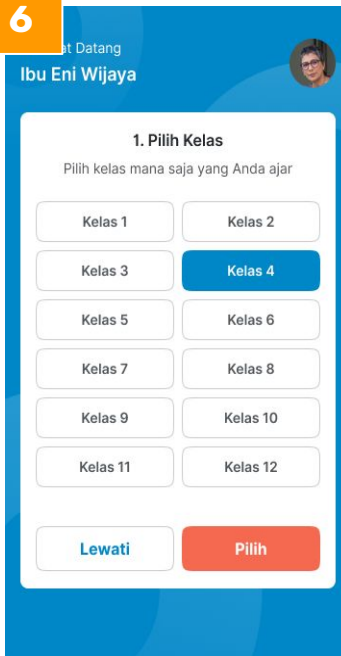 6
at Datang
Ibu Eni Wijaya
1. Pilih Kelas
Pilih kelas mana saja yang Anda ajar
Kelas 1 Kelas 2
Kelas 3 Kelas 4
Kelas 5 Kelas 6
Kelas 7 Kelas 8
Kelas 9 Kelas 10
Kelas 11 Kelas 12
Lewati Pilih